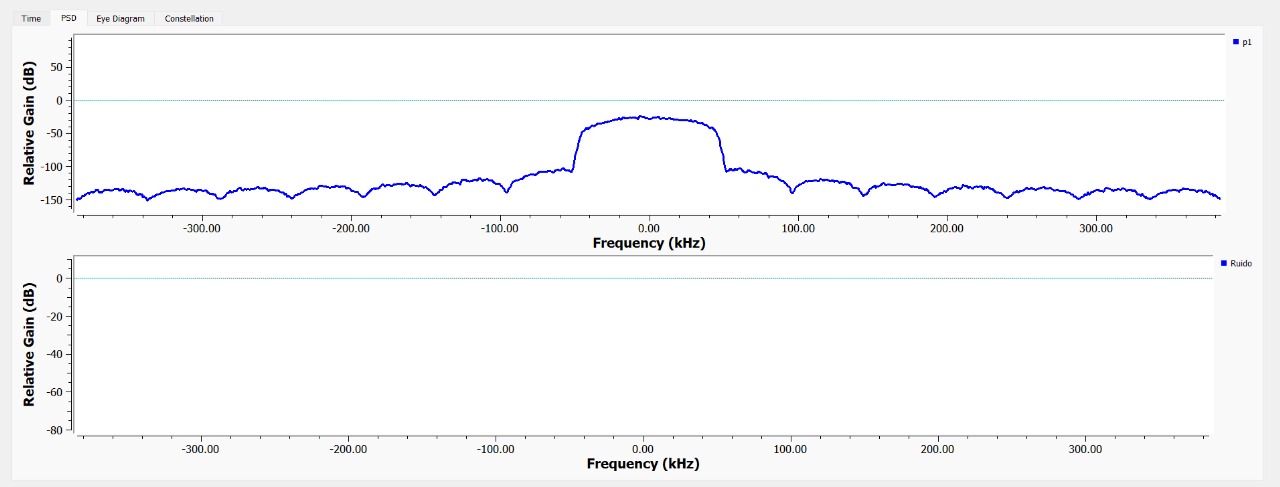 Time PSD Eye Diagram Constellation
p1
Relative Gain (dB)
50
0
-50
-100
-150
-300.00 -200.00 -100.00 0.00 100.00 200.00 300.00
Frequency (kHz)
Ruido
Relative Gain (dB)
0
-20
-40
-60
-80
-300.00 -200.00 -100.00 0.00 100.00 200.00 300.00
Frequency (kHz)